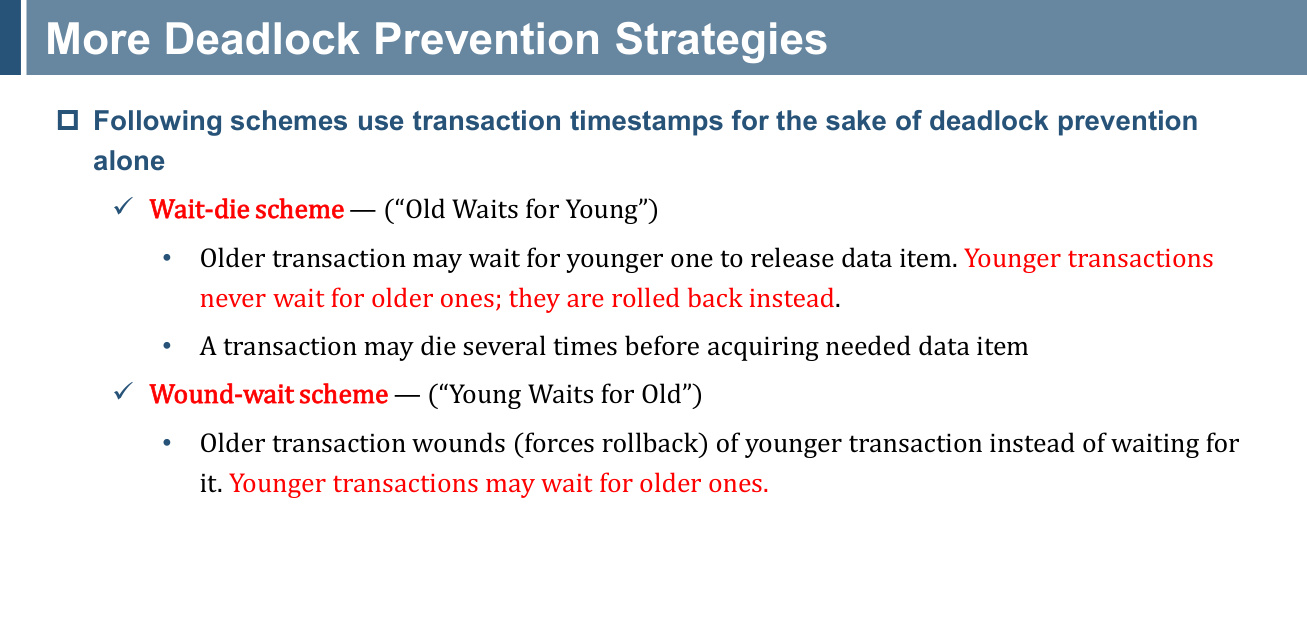 More Deadlock Prevention Strategies
Following schemes use transaction timestamps for the sake of deadlock prevention
alone
✓ Wait-die scheme — (“Old Waits for Young”)
• Older transaction may wait for younger one to release data item. Younger transactions
never wait for older ones; they are rolled back instead.
• A transaction may die several times before acquiring needed data item
✓ Wound-wait scheme — (“Young Waits for Old”)
• Older transaction wounds (forces rollback) of younger transaction instead of waiting for
it. Younger transactions may wait for older ones.